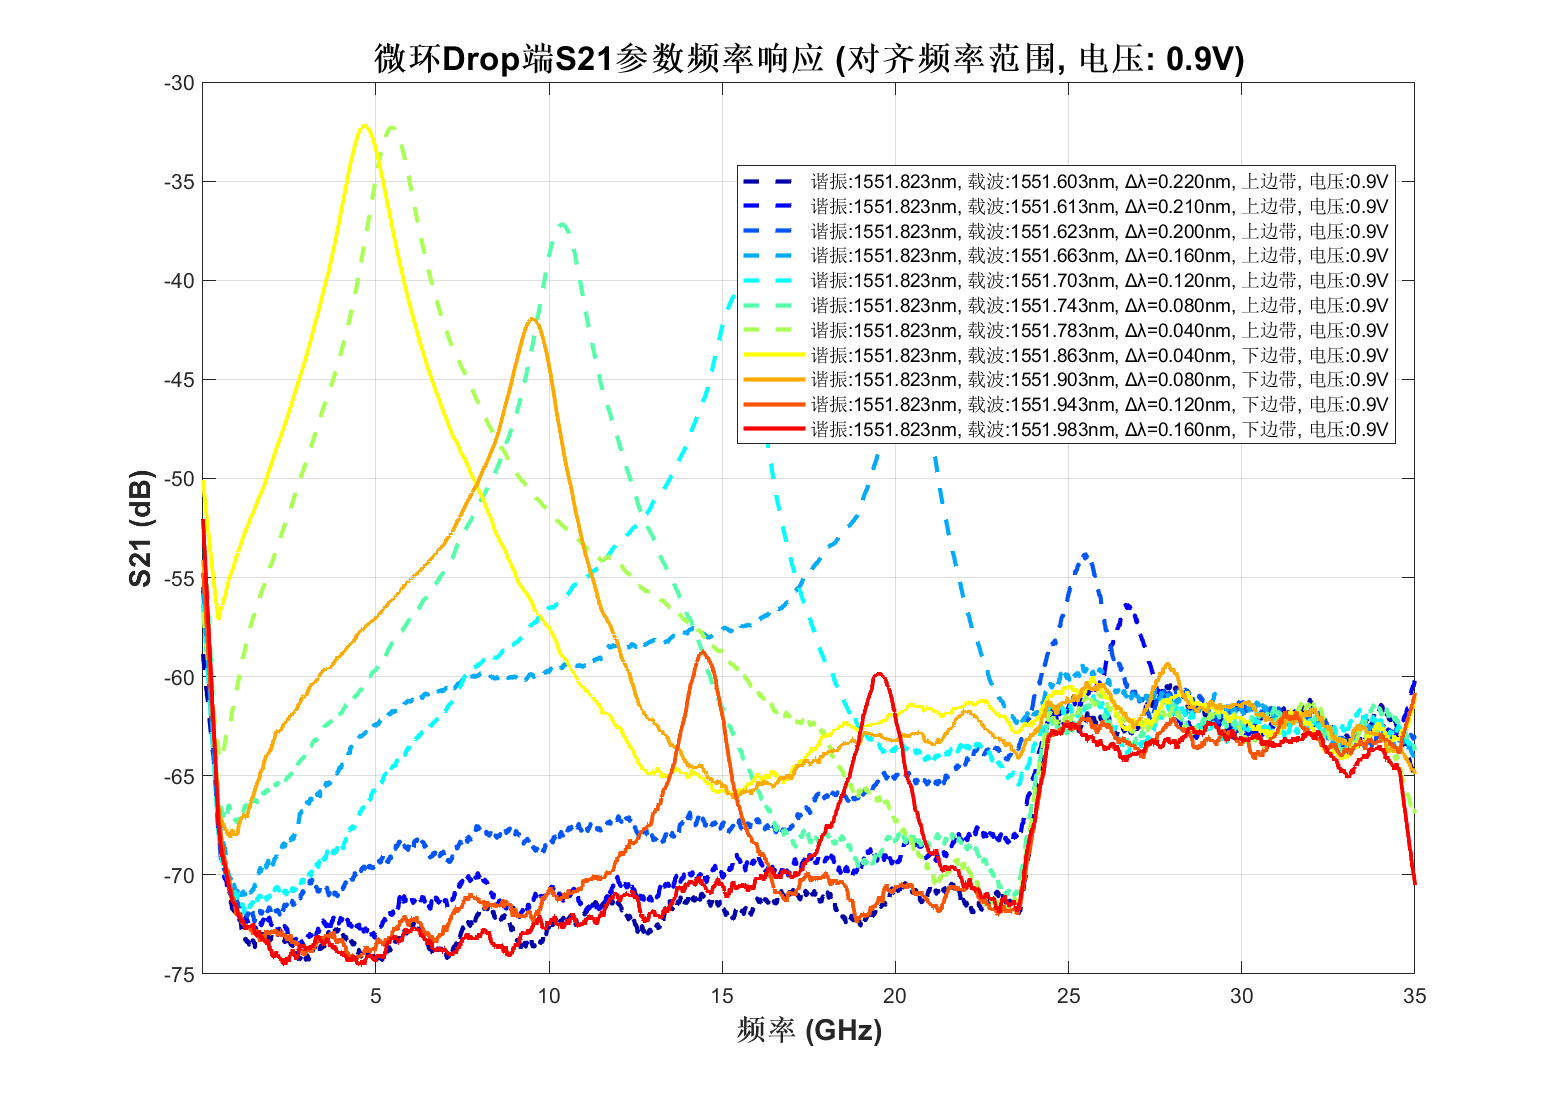 微环Drop端S21参数频率响应 (对齐频率范围, 电压: 0.9V)
-30
-35
-40
-45
-50
-55
-60
-65
-70
-75
S21 (dB)
谐振:1551.823nm, 载波:1551.603nm, Δλ=0.220nm, 上边带, 电压:0.9V
谐振:1551.823nm, 载波:1551.613nm, Δλ=0.210nm, 上边带, 电压:0.9V
谐振:1551.823nm, 载波:1551.623nm, Δλ=0.200nm, 上边带, 电压:0.9V
谐振:1551.823nm, 载波:1551.663nm, Δλ=0.160nm, 上边带, 电压:0.9V
谐振:1551.823nm, 载波:1551.703nm, Δλ=0.120nm, 上边带, 电压:0.9V
谐振:1551.823nm, 载波:1551.743nm, Δλ=0.080nm, 上边带, 电压:0.9V
谐振:1551.823nm, 载波:1551.783nm, Δλ=0.040nm, 上边带, 电压:0.9V
谐振:1551.823nm, 载波:1551.863nm, Δλ=0.040nm, 下边带, 电压:0.9V
谐振:1551.823nm, 载波:1551.903nm, Δλ=0.080nm, 下边带, 电压:0.9V
谐振:1551.823nm, 载波:1551.943nm, Δλ=0.120nm, 下边带, 电压:0.9V
谐振:1551.823nm, 载波:1551.983nm, Δλ=0.160nm, 下边带, 电压:0.9V
5 10 15 20 25 30 35
频率 (GHz)